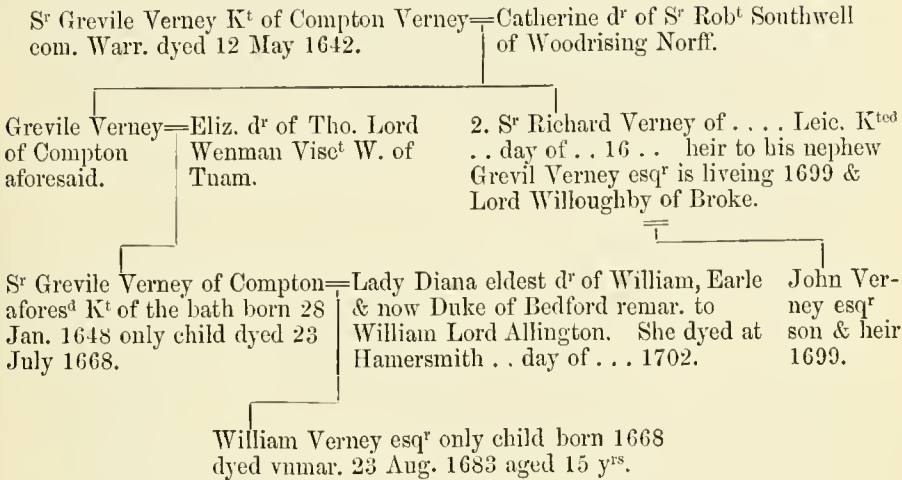 Sʳ Grevile Verney Kᵗ of Compton Verney=Catherine dʳ of Sʳ Robᵗ Southwell
com. Warr. dyed 12 May 1642.
of Woodrising Norff.
Grevile Verney=Eliz. dʳ of Tho. Lord
of Compton
aforesaid.
Wenman Viscᵗ W. of
Tuam.
2. Sʳ Richard Verney of . . . . Leic. Kᵗᵉᵈ
. . day of . . 16 . . heir to his nephew
Grevil Verney esqʳ is liveing 1699 &
Lord Willoughby of Broke.
Sʳ Grevile Verney of Compton=Lady Diana eldest dʳ of William, Earle
aforesᵈ Kᵗ of the bath born 28
Jan. 1648 only child dyed 23
July 1668.
& now Duke of Bedford remar. to
William Lord Allington. She dyed at
Hamersmith . . day of . . . 1702.
John Ver-
ney esqʳ
son & heir
1699.
William Verney esqʳ only child born 1668
dyed vnmar. 23 Aug. 1683 aged 15 yʳˢ.